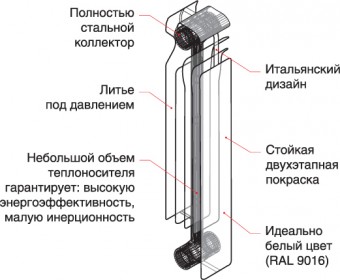 Полностью
стальной
коллектор
Литье
под давлением
Небольшой объем
теплоносителя
гарантирует: высокую
энергоэффективность,
малую инерционность
Итальянский
дизайн
Стойкая
двухэтапная
покраска
Идеально
белый цвет
(RAL 9016)